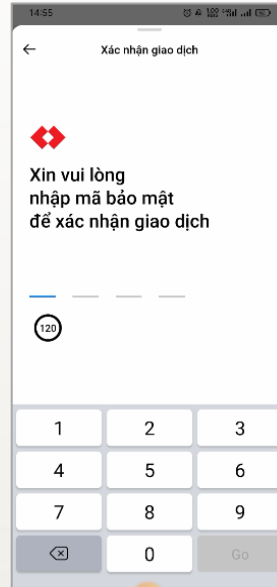 14:55
Xác nhận giao dịch
Xin vui lòng
nhập mã bảo mật
để xác nhận giao dịch
120
1 2 3
4 5 6
7 8 9
0 Go